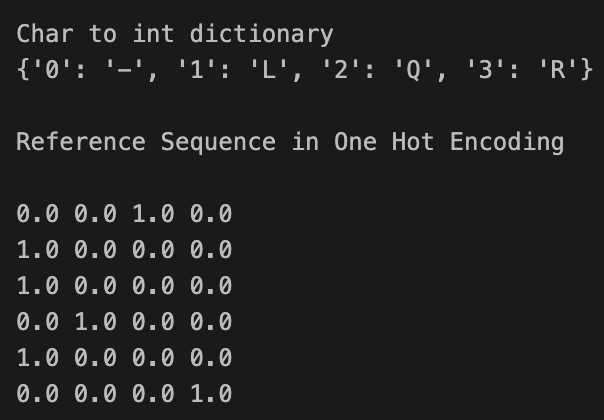 Char to int dictionary
{'0': '-', '1': 'L', '2': 'Q', '3': 'R'}
Reference Sequence in One Hot Encoding
0.0 0.0 1.0 0.0
1.0 0.0 0.0 0.0
1.0 0.0 0.0 0.0
0.0 1.0 0.0 0.0
1.0 0.0 0.0 0.0
0.0 0.0 0.0 1.0